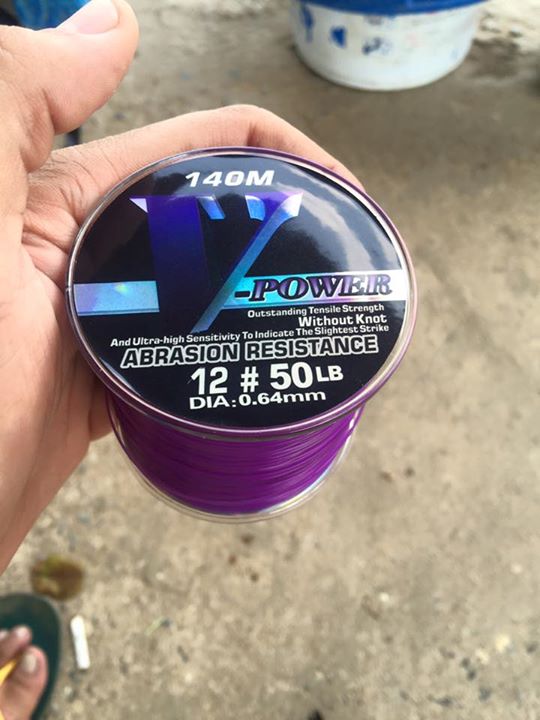 140M
V-POWER
Outstanding Tensile Strength
Without Knot
And Ultra-high Sensitivity To Indicate The Slightest Strike
ABRASION RESISTANCE
12 # 50LB
DIA:0.64mm